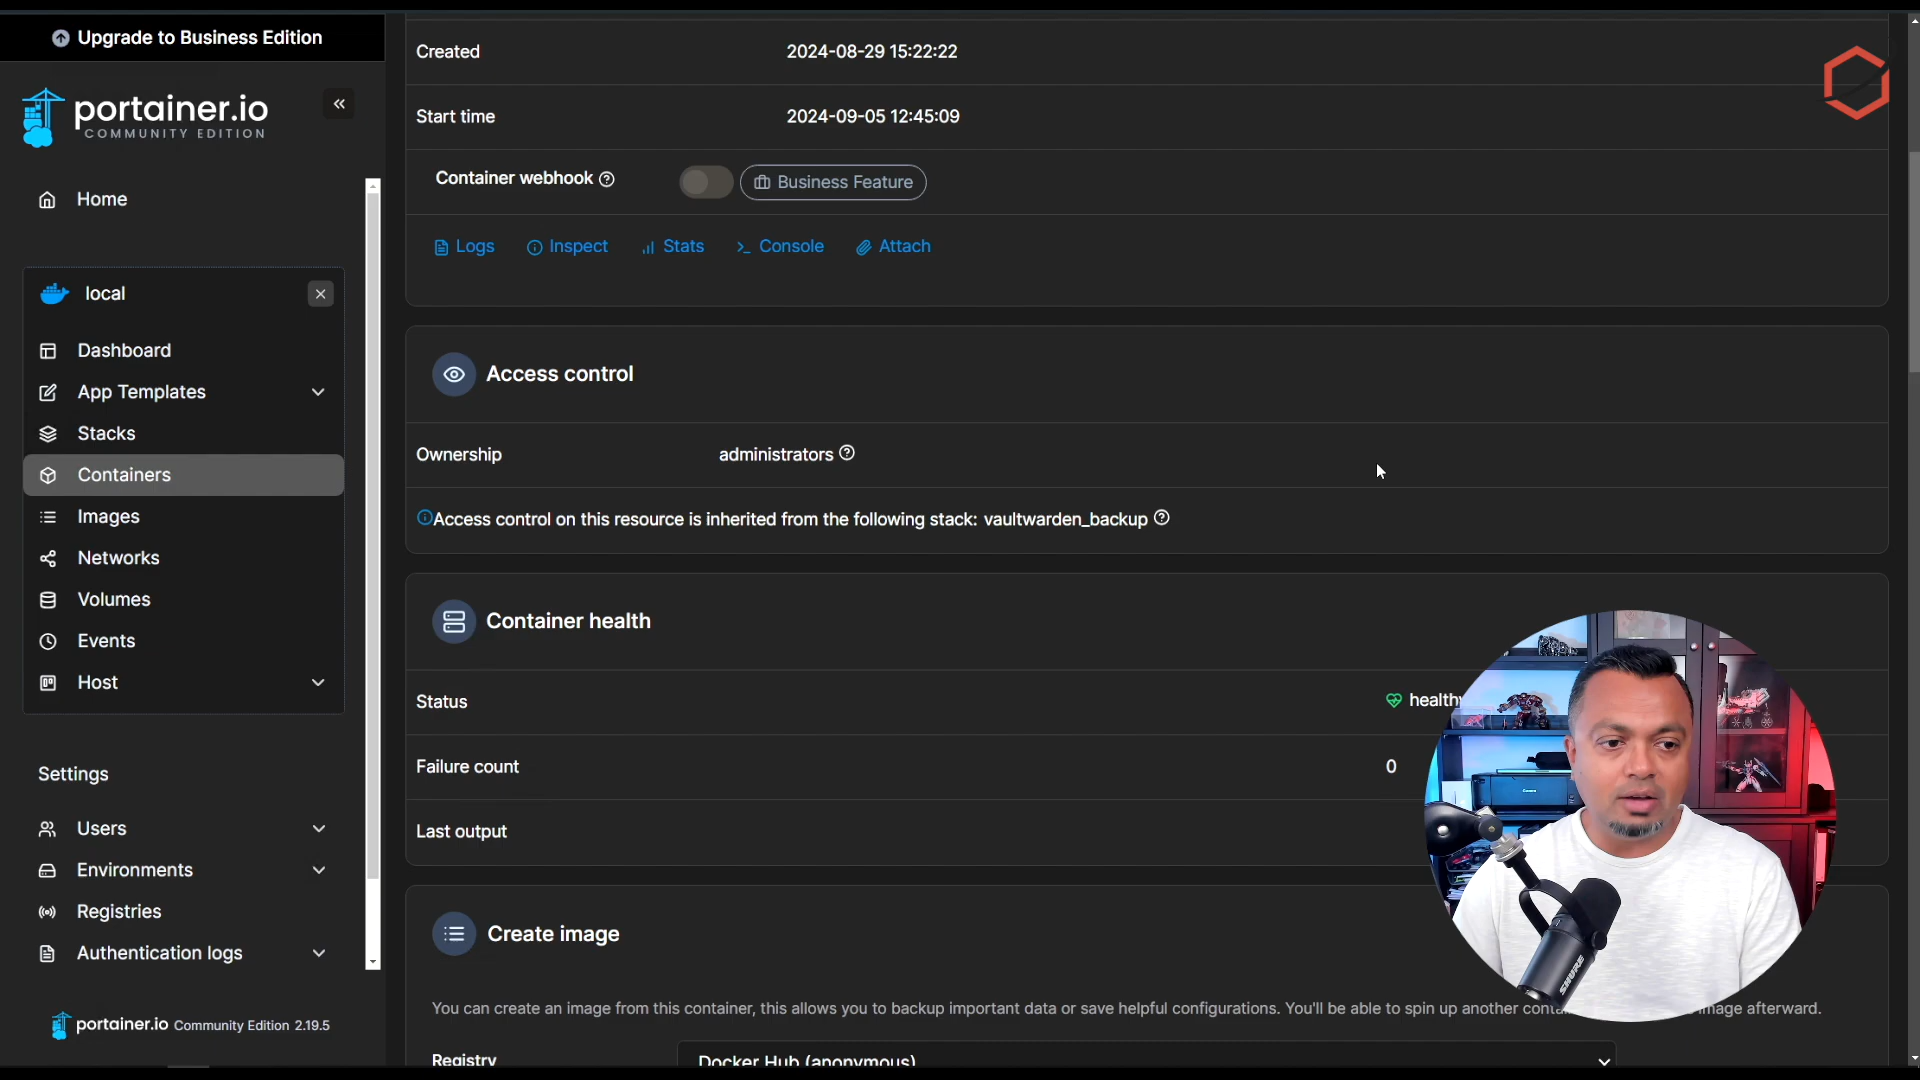 Upgrade to Business Edition
portainer.io
COMMUNITY EDITION
Home
local
Dashboard
App Templates
Stacks
Containers
Images
Networks
Volumes
Events
Host
Settings
Users
Environments
Registries
Authentication logs
portainer.io Community Edition 2.19.5
Created 2024-08-29 15:22:22
Start time 2024-09-05 12:45:09
Container webhook Business Feature
Logs Inspect Stats Console Attach
Access control
Ownership administrators
Access control on this resource is inherited from the following stack: vaultwarden_backup
Container health
Status healthy
Failure count 0
Last output
Create image
You can create an image from this container, this allows you to backup important data or save helpful configurations. You'll be able to spin up another image afterward.
Registry Docker Hub (anonymous)
SHURE